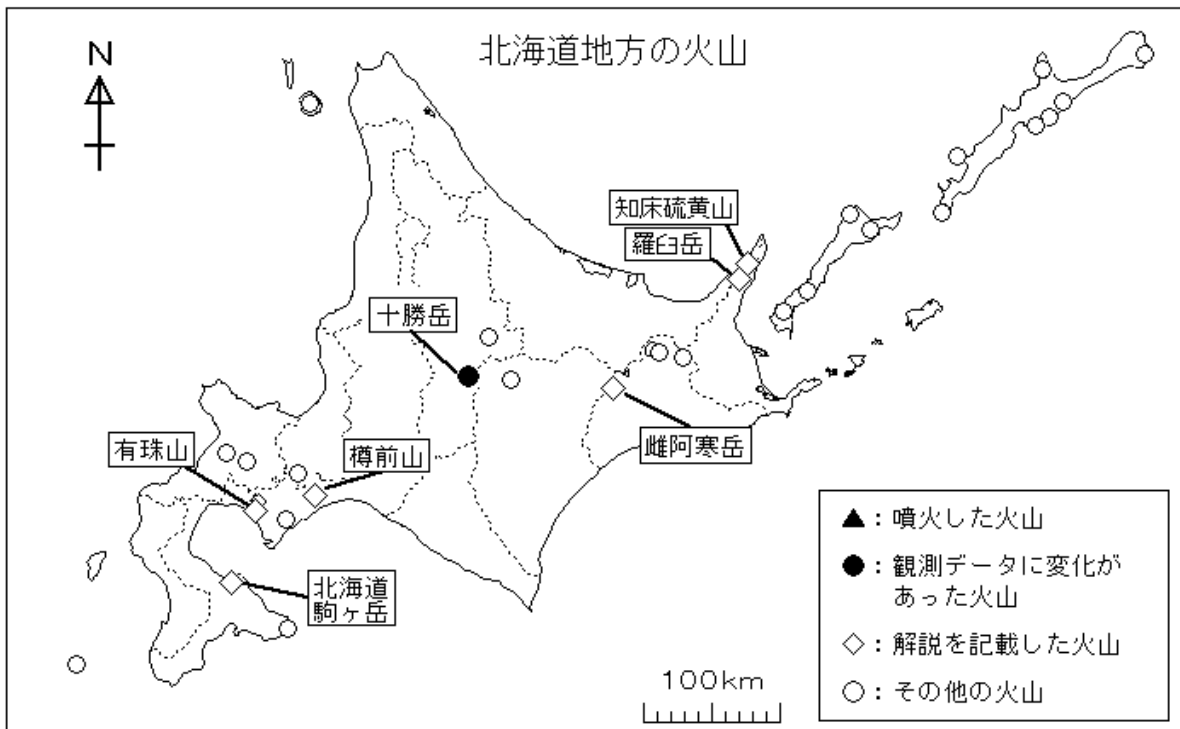 北海道地方の火山
N
知床硫黄山
羅臼岳
十勝岳
有珠山
樽前山
雌阿寒岳
北海道
駒ヶ岳
▲：噴火した火山
●：観測データに変化が
あった火山
◇：解説を記載した火山
○：その他の火山
100km